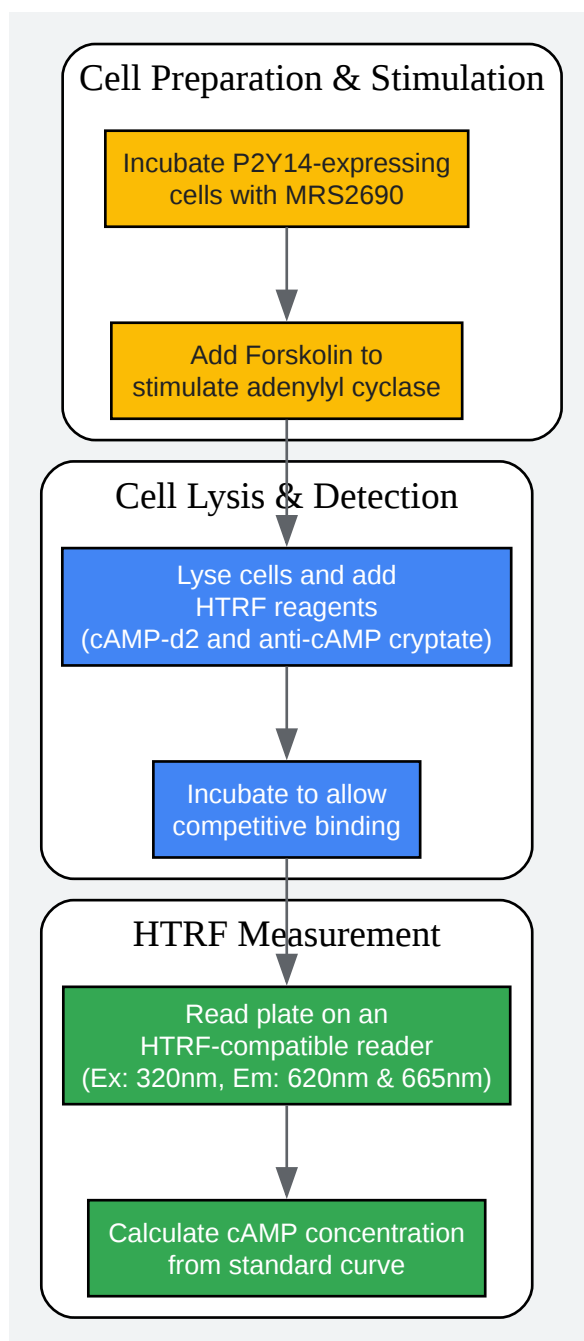 Cell Preparation & Stimulation
Incubate P2Y14-expressing
cells with MRS2690
Add Forskolin to
stimulate adenylyl cyclase
Cell Lysis & Detection
Lyse cells and add
HTRF reagents
(cAMP-d2 and anti-cAMP cryptate)
Incubate to allow
competitive binding
HTRF Measurement
Read plate on an
HTRF-compatible reader
(Ex: 320nm, Em: 620nm & 665nm)
Calculate cAMP concentration
from standard curve